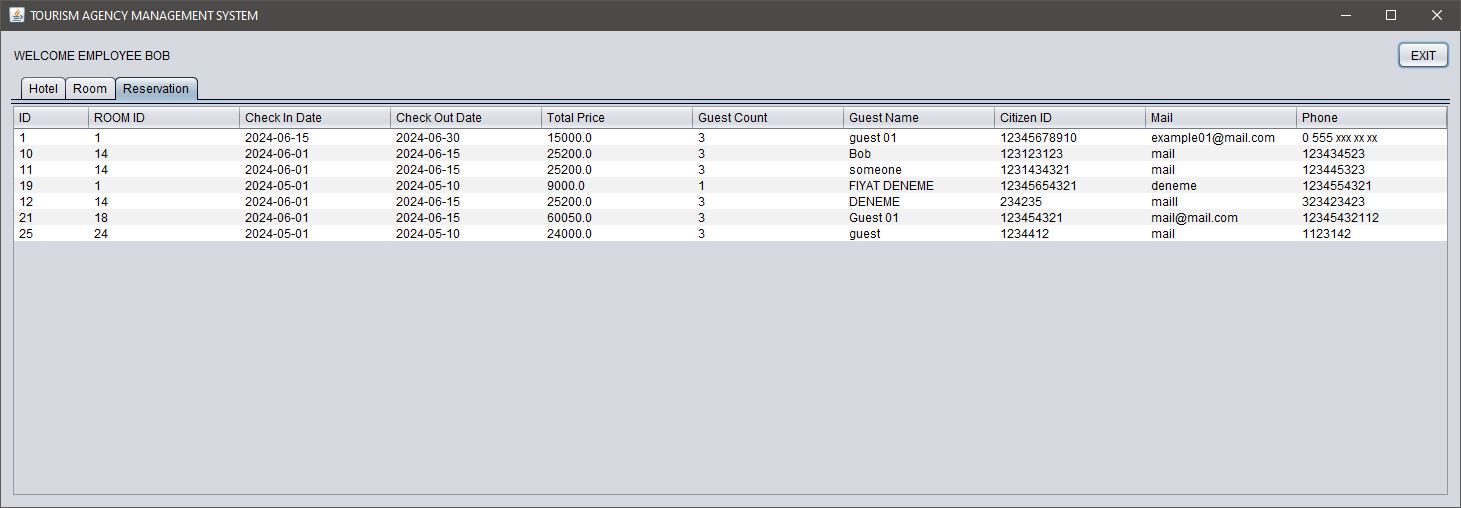 TOURISM AGENCY MANAGEMENT SYSTEM
WELCOME EMPLOYEE BOB EXIT
Hotel Room Reservation
ID ROOM ID Check In Date Check Out Date Total Price Guest Count Guest Name Citizen ID Mail Phone
1 1 2024-06-15 2024-06-30 15000.0 3 guest 01 12345678910 example01@mail.com 0 555 xxx xx xx
10 14 2024-06-01 2024-06-15 25200.0 3 Bob 123123123 mail 123434523
11 14 2024-06-01 2024-06-15 25200.0 3 someone 1231434321 mail 123445323
19 1 2024-05-01 2024-05-10 9000.0 1 FIYAT DENEME 12345654321 deneme 1234554321
12 14 2024-06-01 2024-06-15 25200.0 3 DENEME 234235 maill 323423423
21 18 2024-06-01 2024-06-15 60050.0 3 Guest 01 123454321 mail@mail.com 12345432112
25 24 2024-05-01 2024-05-10 24000.0 3 guest 1234412 mail 1123142